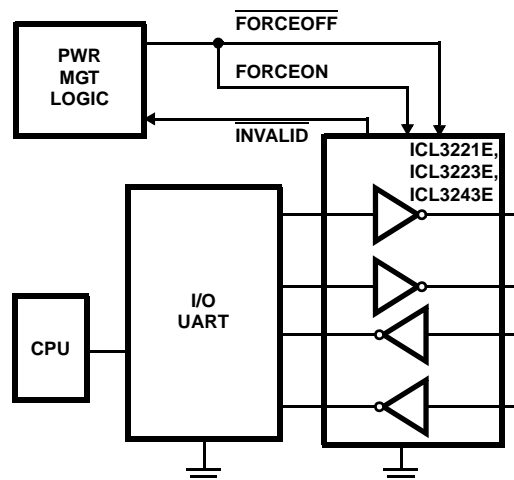 FORCEOFF
PWR
MGT
LOGIC
FORCEON
INVALID
ICL3221E,
ICL3223E,
ICL3243E
I/O
UART
CPU